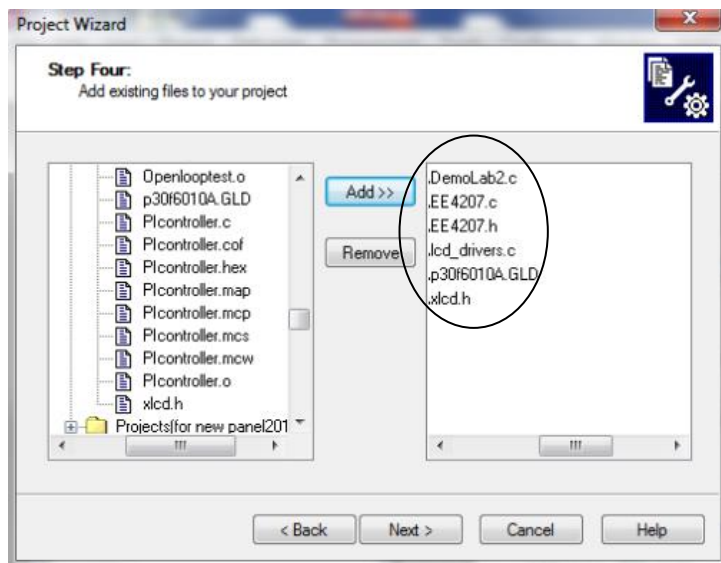 Project Wizard
Step Four:
Add existing files to your project
Openlooptest.o
p30f6010A.GLD
PIcontroller.c
PIcontroller.cof
PIcontroller.hex
PIcontroller.map
PIcontroller.mcp
PIcontroller.mcs
PIcontroller.mcw
PIcontroller.o
xlcd.h
Projects(for new panel201
Add >>
Remove
.DemoLab2.c
.EE4207.c
.EE4207.h
.lcd_drivers.c
.p30f6010A.GLD
.xlcd.h
< Back
Next >
Cancel
Help